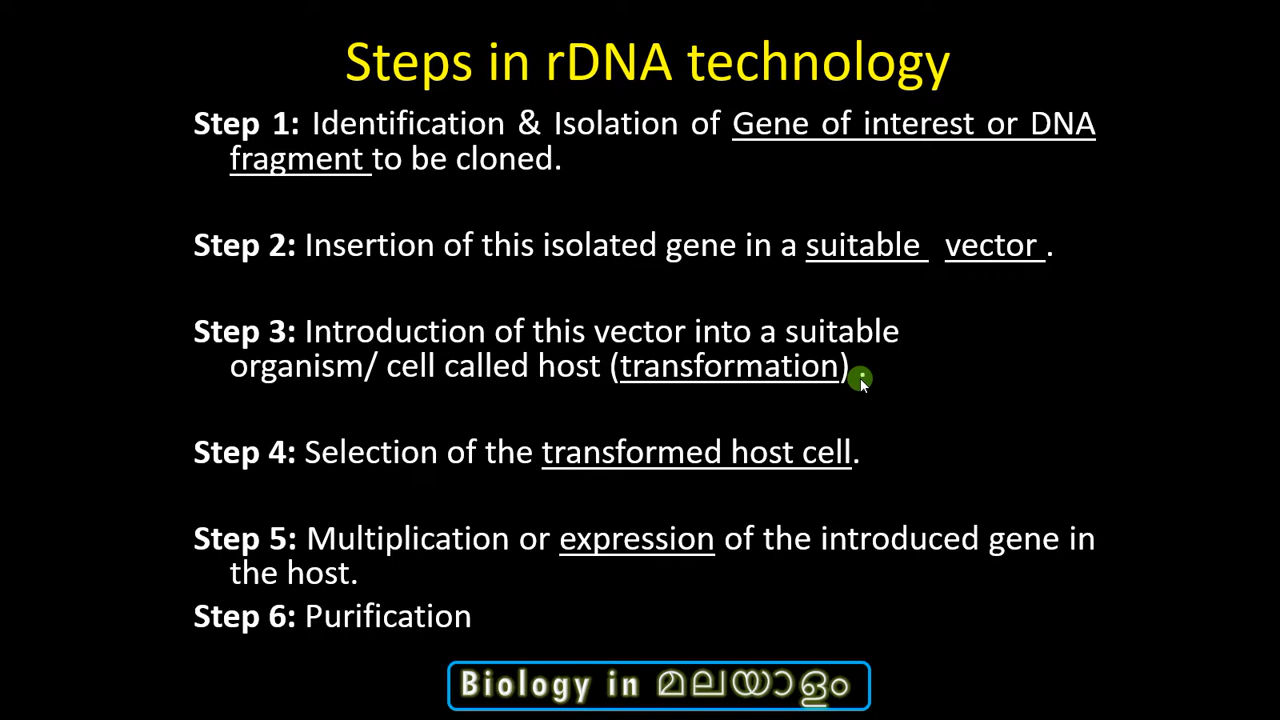 Steps in rDNA technology
Step 1: Identification & Isolation of Gene of interest or DNA
fragment to be cloned.
Step 2: Insertion of this isolated gene in a suitable vector .
Step 3: Introduction of this vector into a suitable
organism/ cell called host (transformation).
Step 4: Selection of the transformed host cell.
Step 5: Multiplication or expression of the introduced gene in
the host.
Step 6: Purification
Biology in മലയാളം